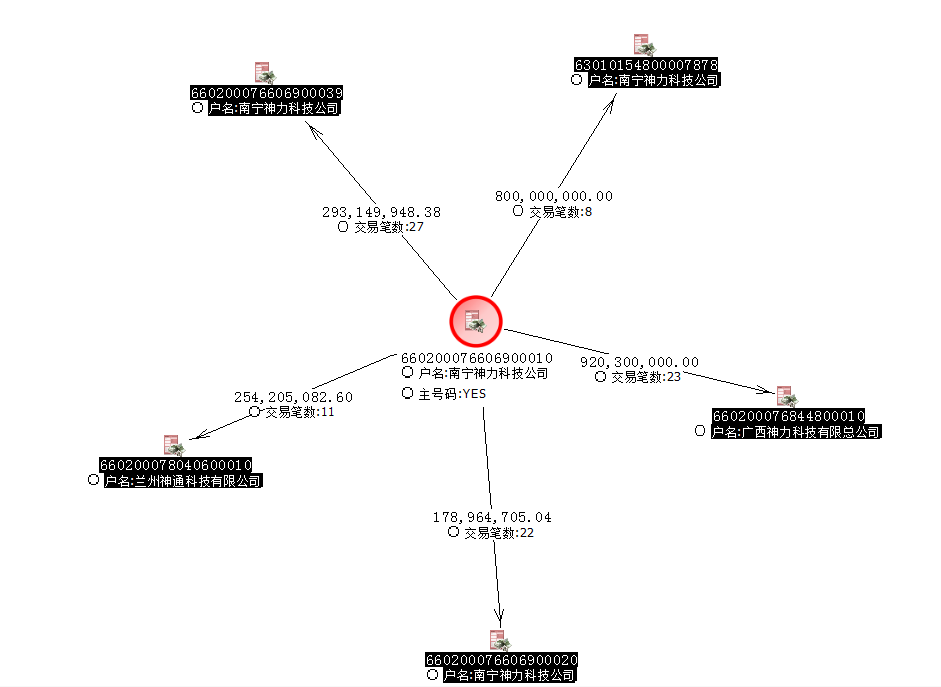 63010154800007878
户名:南宁神力科技公司
660200076606900039
户名:南宁神力科技公司
800,000,000.00
交易笔数:8
293,149,948.38
交易笔数:27
660200076606900010
户名:南宁神力科技公司
主号码:YES
920,300,000.00
交易笔数:23
254,205,082.60
交易笔数:11
660200076844800010
户名:广西神力科技有限总公司
660200078040600010
户名:兰州神通科技有限公司
178,964,705.04
交易笔数:22
660200076606900020
户名:南宁神力科技公司